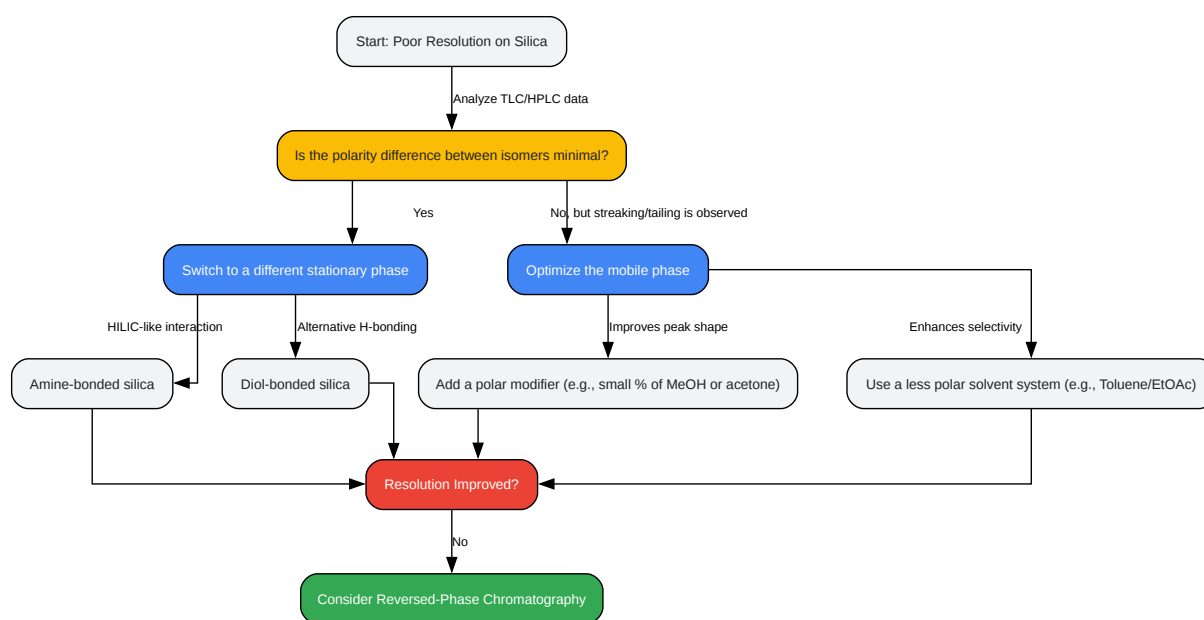 Start: Poor Resolution on Silica
Analyze TLC/HPLC data
Is the polarity difference between isomers minimal?
Yes
No, but streaking/tailing is observed
Switch to a different stationary phase
Optimize the mobile phase
HILIC-like interaction
Alternative H-bonding
Improves peak shape
Enhances selectivity
Amine-bonded silica
Diol-bonded silica
Add a polar modifier (e.g., small % of MeOH or acetone)
Use a less polar solvent system (e.g., Toluene/EtOAc)
Resolution Improved?
No
Consider Reversed-Phase Chromatography